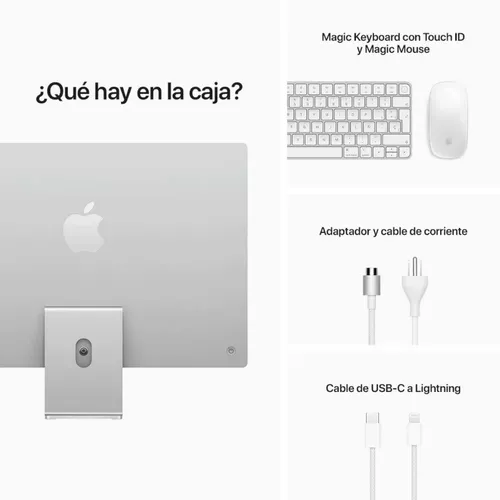 ¿Qué hay en la caja?
Magic Keyboard con Touch ID
y Magic Mouse
Adaptador y cable de corriente
Cable de USB-C a Lightning